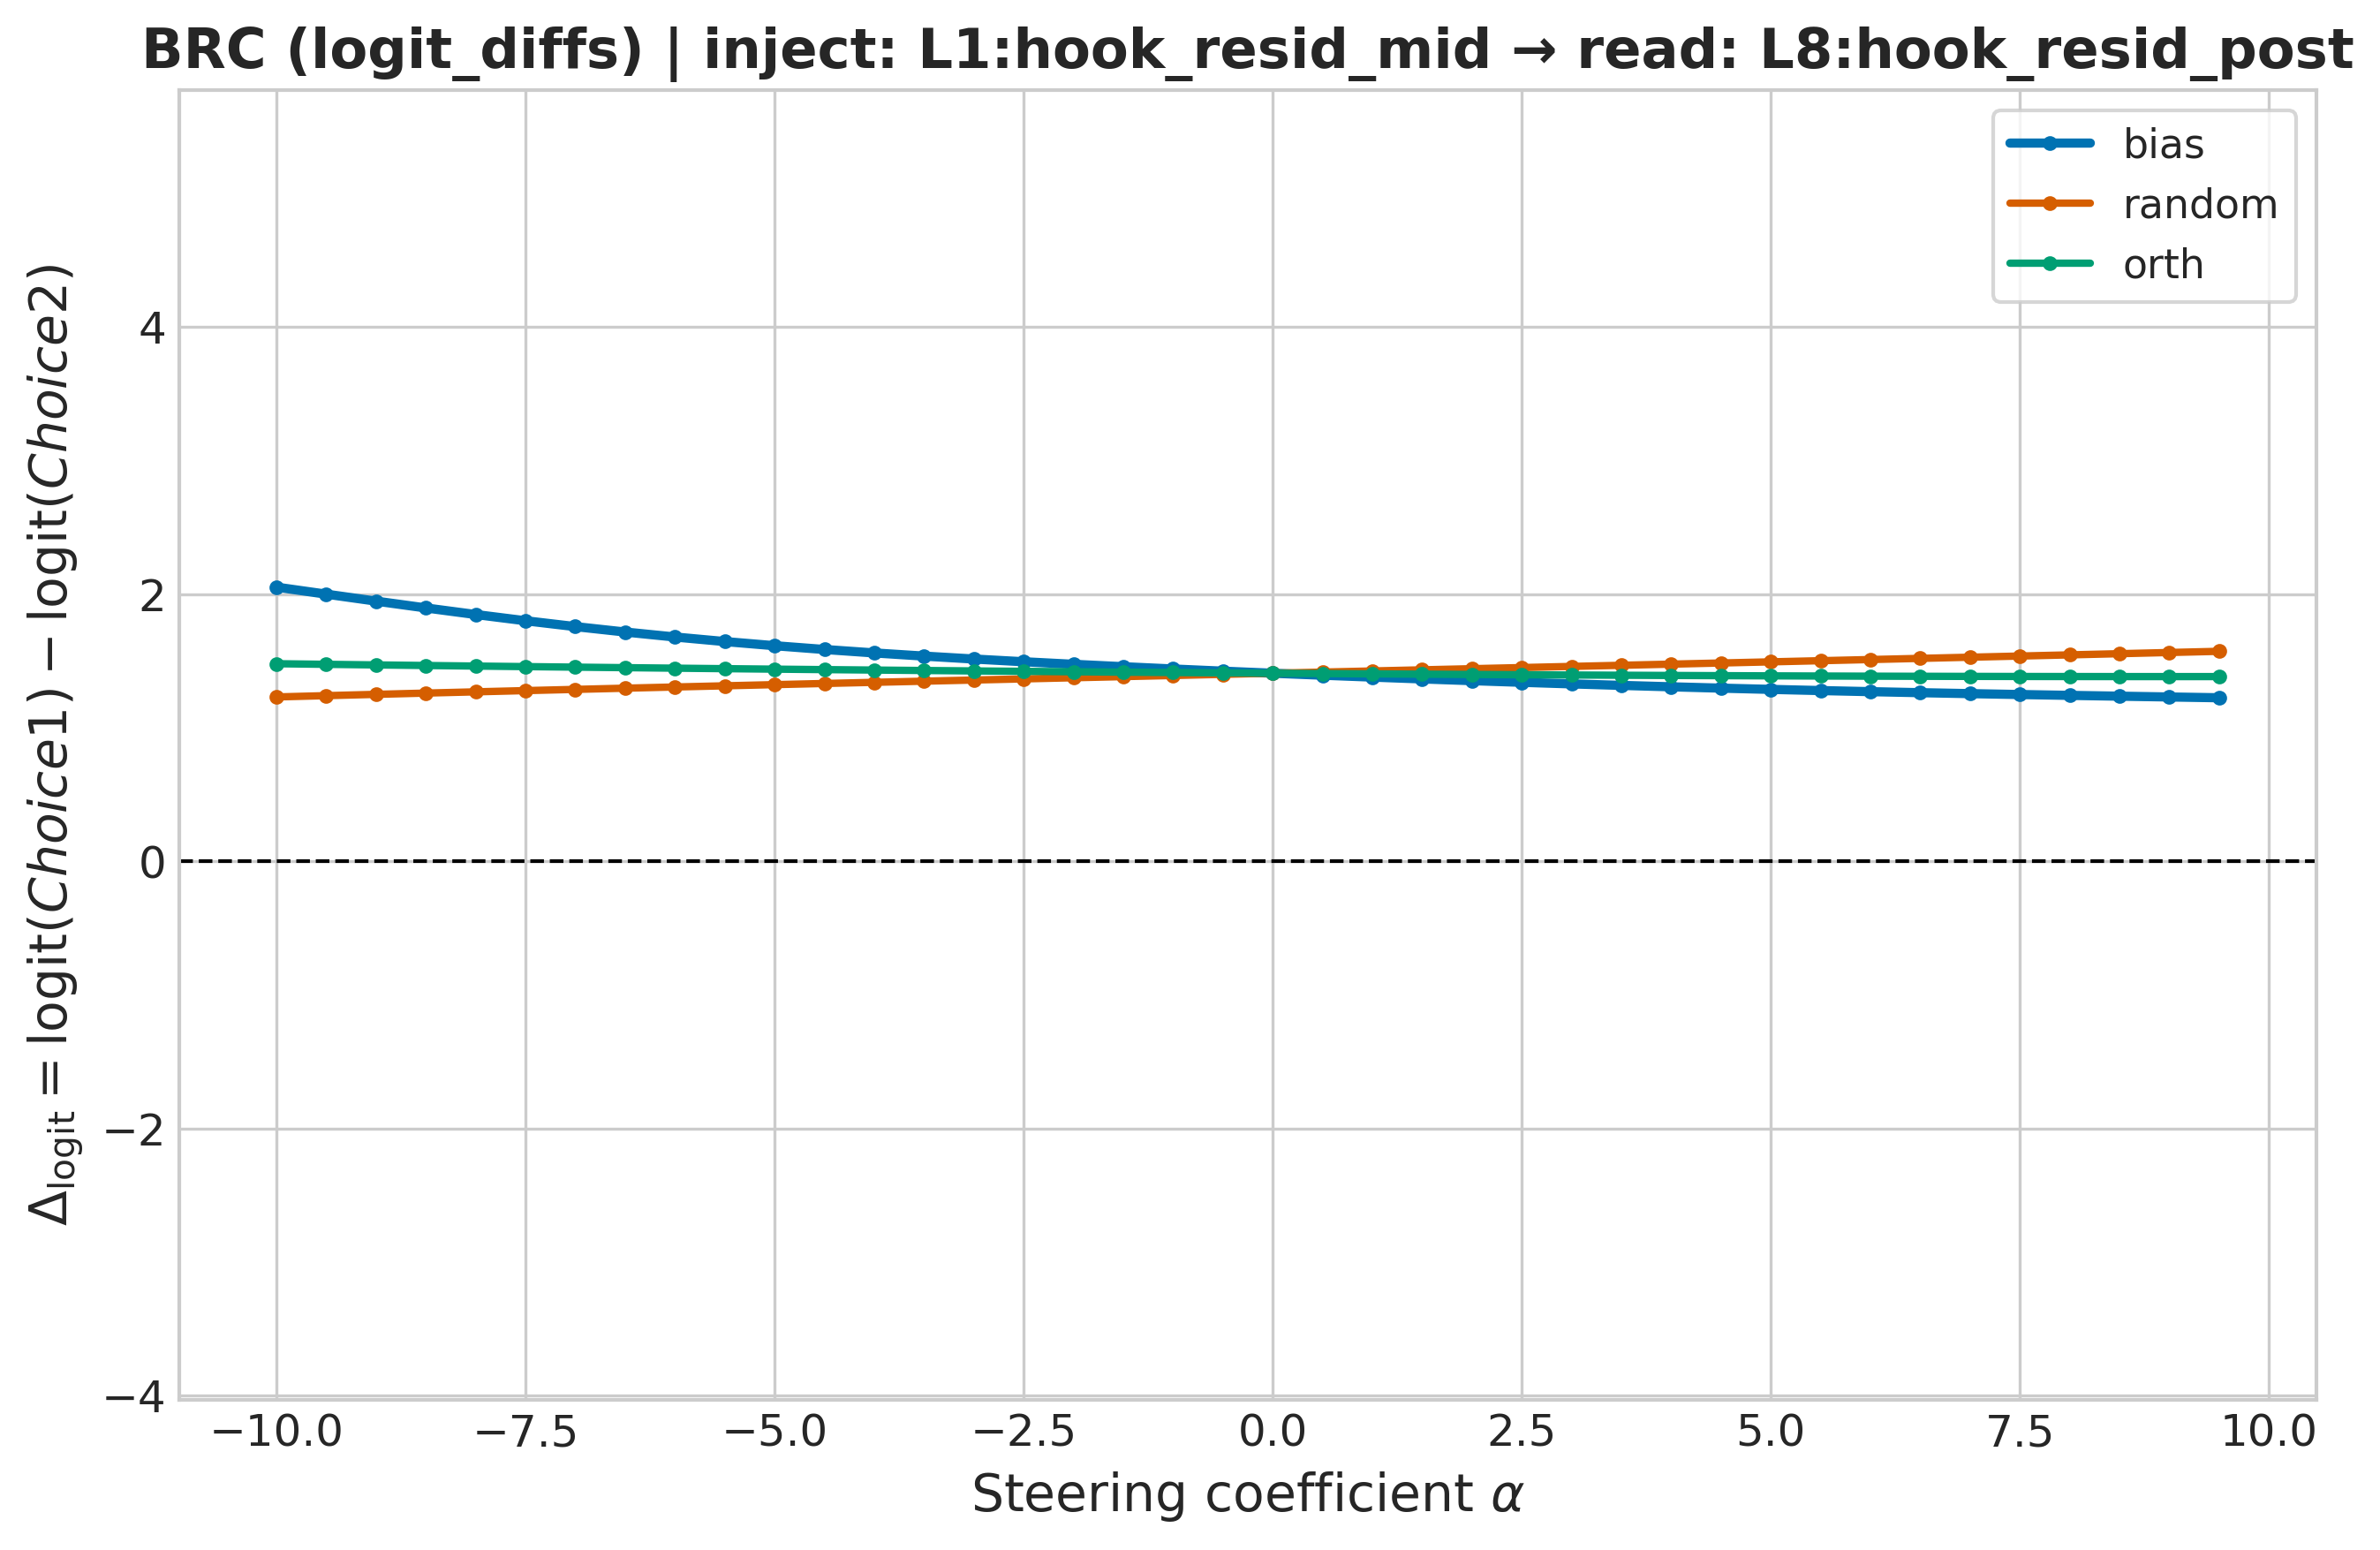 BRC (logit_diffs) | inject: L1:hook_resid_mid → read: L8:hook_resid_post
bias
random
orth
Δlogit = logit(Choice1) − logit(Choice2)
4
2
0
−2
−4
−10.0 −7.5 −5.0 −2.5 0.0 2.5 5.0 7.5 10.0
Steering coefficient α